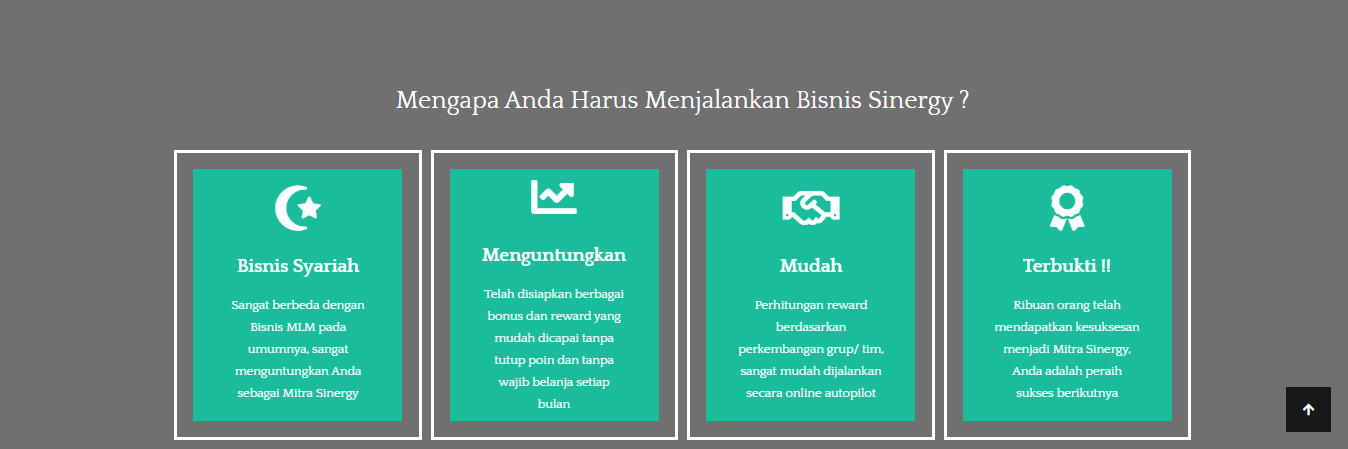 Mengapa Anda Harus Menjalankan Bisnis Sinergy ?
Bisnis Syariah
Sangat berbeda dengan
Bisnis MLM pada
umumnya, sangat
menguntungkan Anda
sebagai Mitra Sinergy
Menguntungkan
Telah disiapkan berbagai
bonus dan reward yang
mudah dicapai tanpa
tutup poin dan tanpa
wajib belanja setiap
bulan
Mudah
Perhitungan reward
berdasarkan
perkembangan grup/ tim,
sangat mudah dijalankan
secara online autopilot
Terbukti !!
Ribuan orang telah
mendapatkan kesuksesan
menjadi Mitra Sinergy,
Anda adalah peraih
sukses berikutnya